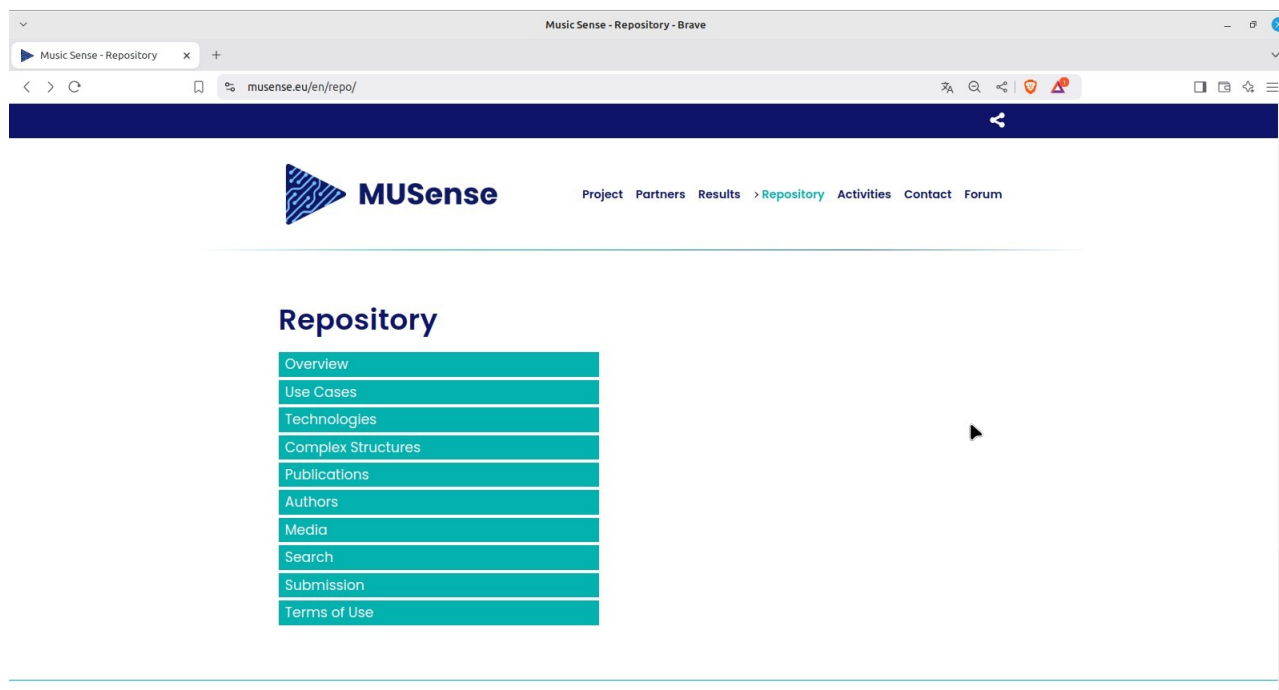 Music Sense - Repository - Brave
Music Sense - Repository
musense.eu/en/repo/
MUSense
Project Partners Results > Repository Activities Contact Forum
Repository
Overview
Use Cases
Technologies
Complex Structures
Publications
Authors
Media
Search
Submission
Terms of Use